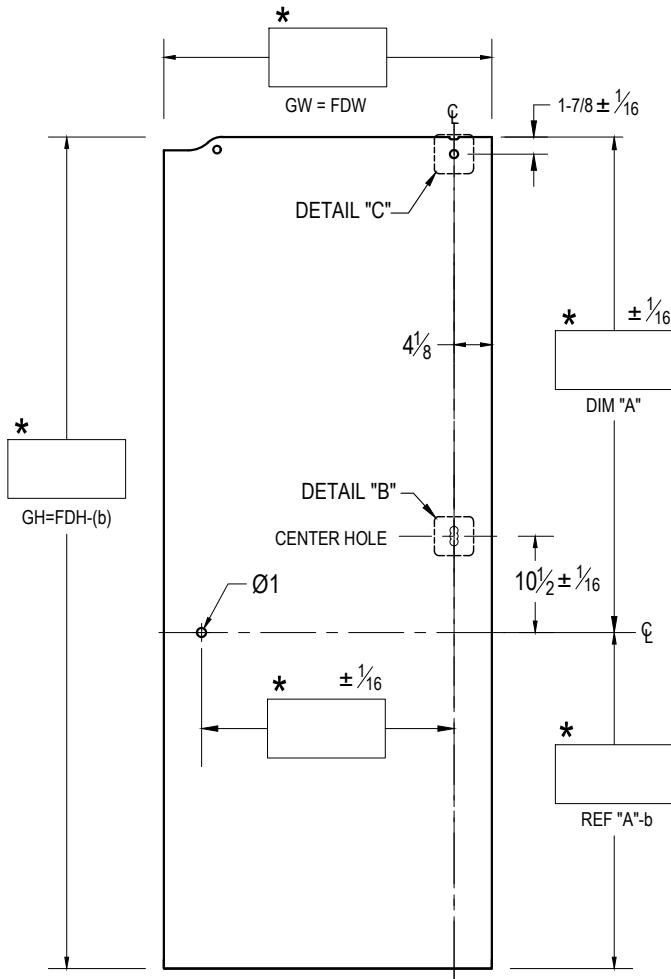 *
GW = FDW
℄
1-7/8 ± 1/16
DETAIL "C"
* ± 1/16
4 1/8
DIM "A"
*
GH=FDH-(b)
DETAIL "B"
CENTER HOLE
10 1/2 ± 1/16
Ø1
℄
* ± 1/16
*
REF "A"-b